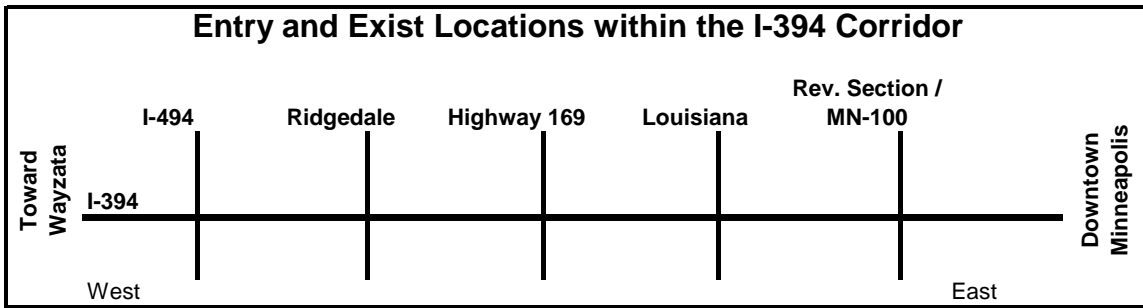 Entry and Exist Locations within the I-394 Corridor
Rev. Section /
I-494
Ridgedale
Highway 169
Louisiana
MN-100
Toward
Wayzata
I-394
Downtown
Minneapolis
West
East